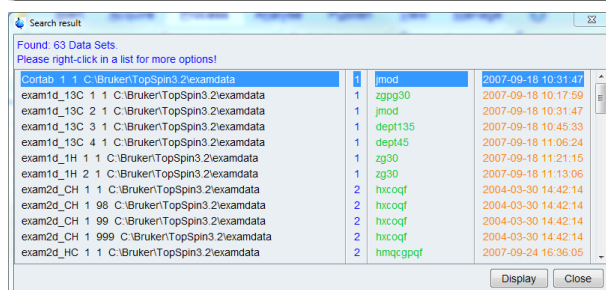 Search result
Found: 63 Data Sets.
Please right-click in a list for more options!
Cortab 1 1 C:\Bruker\TopSpin3.2\examdata 1 jmod 2007-09-18 10:31:47
exam1d_13C 1 1 C:\Bruker\TopSpin3.2\examdata 1 zgpg30 2007-09-18 10:17:59
exam1d_13C 2 1 C:\Bruker\TopSpin3.2\examdata 1 jmod 2007-09-18 10:31:47
exam1d_13C 3 1 C:\Bruker\TopSpin3.2\examdata 1 dept135 2007-09-18 10:45:33
exam1d_13C 4 1 C:\Bruker\TopSpin3.2\examdata 1 dept45 2007-09-18 11:06:24
exam1d_1H 1 1 C:\Bruker\TopSpin3.2\examdata 1 zg30 2007-09-18 11:21:15
exam1d_1H 2 1 C:\Bruker\TopSpin3.2\examdata 1 zg30 2007-09-18 11:13:06
exam2d_CH 1 1 C:\Bruker\TopSpin3.2\examdata 2 hxcoqf 2004-03-30 14:42:14
exam2d_CH 1 98 C:\Bruker\TopSpin3.2\examdata 2 hxcoqf 2004-03-30 14:42:14
exam2d_CH 1 99 C:\Bruker\TopSpin3.2\examdata 2 hxcoqf 2004-03-30 14:42:14
exam2d_CH 1 999 C:\Bruker\TopSpin3.2\examdata 2 hxcoqf 2004-03-30 14:42:14
exam2d_HC 1 1 C:\Bruker\TopSpin3.2\examdata 2 hmqcgpqf 2007-09-24 16:36:05
Display Close